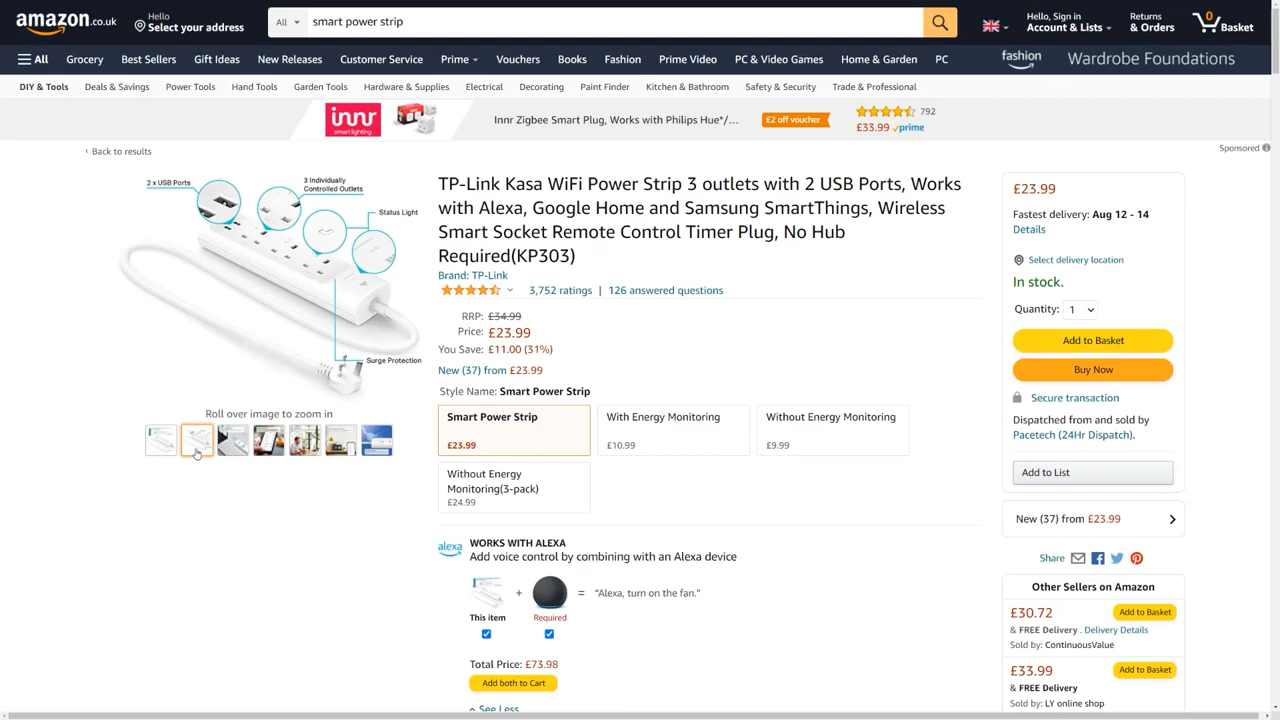 amazon.co.uk
Hello
Select your address
All
smart power strip
Hello, Sign in
Account & Lists
Returns
& Orders
0
Basket
All
Grocery
Best Sellers
Gift Ideas
New Releases
Customer Service
Prime
Vouchers
Books
Fashion
Prime Video
PC & Video Games
Home & Garden
PC
fashion
Wardrobe Foundations
DIY & Tools
Deals & Savings
Power Tools
Hand Tools
Garden Tools
Hardware & Supplies
Electrical
Decorating
Paint Finder
Kitchen & Bathroom
Safety & Security
Trade & Professional
innr
smart lighting
Innr Zigbee Smart Plug, Works with Philips Hue*/...
£2 off voucher
792
£33.99 prime
Sponsored
‹ Back to results
2 x USB Ports
3 Individually
Controlled Outlets
Status Light
Surge Protection
Roll over image to zoom in
TP-Link Kasa WiFi Power Strip 3 outlets with 2 USB Ports, Works
with Alexa, Google Home and Samsung SmartThings, Wireless
Smart Socket Remote Control Timer Plug, No Hub
Required(KP303)
Brand: TP-Link
3,752 ratings | 126 answered questions
RRP: £34.99
Price: £23.99
You Save: £11.00 (31%)
New (37) from £23.99
Style Name: Smart Power Strip
Smart Power Strip
£23.99
With Energy Monitoring
£10.99
Without Energy Monitoring
£9.99
Without Energy
Monitoring(3-pack)
£24.99
alexa
WORKS WITH ALEXA
Add voice control by combining with an Alexa device
+
= “Alexa, turn on the fan.”
This item
Required
Total Price: £73.98
Add both to Cart
See Less
£23.99
Fastest delivery: Aug 12 - 14
Details
Select delivery location
In stock.
Quantity: 1
Add to Basket
Buy Now
Secure transaction
Dispatched from and sold by
Pacetech (24Hr Dispatch).
Add to List
New (37) from £23.99
Share
Other Sellers on Amazon
£30.72
Add to Basket
& FREE Delivery . Delivery Details
Sold by: ContinuousValue
£33.99
Add to Basket
& FREE Delivery
Sold by: LY online shop